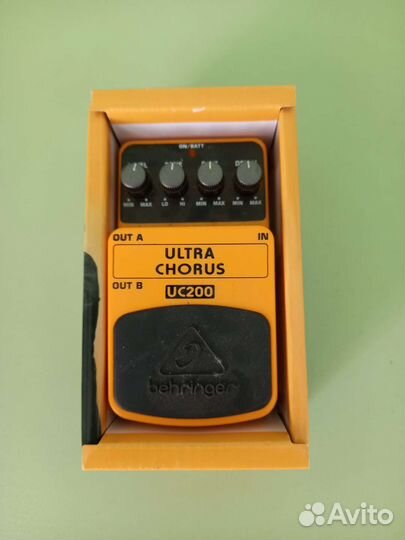 ON/BATT
MIN MAX LO HI MIN MAX MIN MAX
OUT A IN
ULTRA
CHORUS
OUT B UC200
behringer
Avito